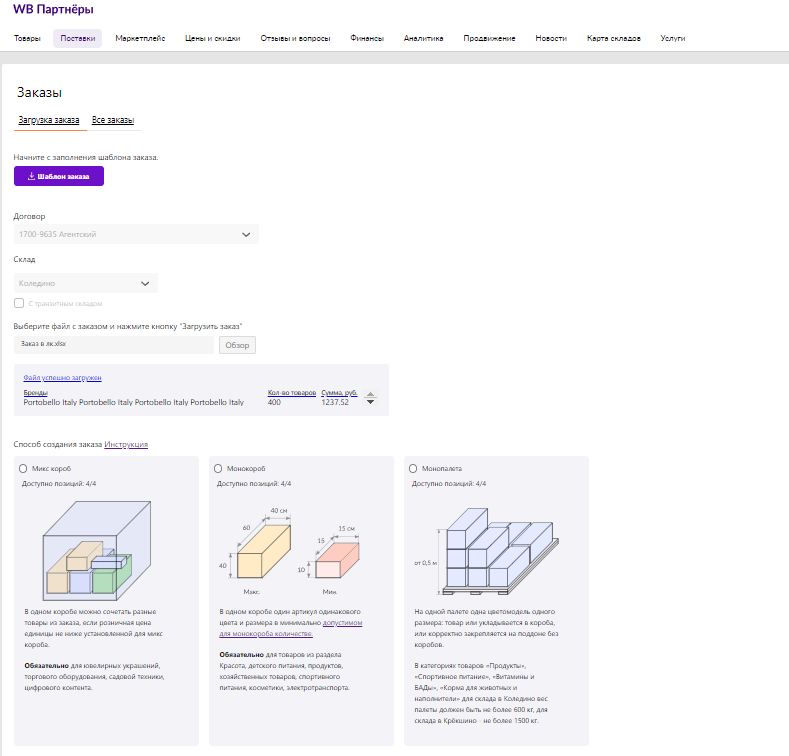 WB Партнёры
Товары Поставки Маркетплейс Цены и скидки Отзывы и вопросы Финансы Аналитика Продвижение Новости Карта складов Услуги
Заказы
Загрузка заказа Все заказы
Начните с заполнения шаблона заказа.
Шаблон заказа
Договор
1700-9635 Агентский
Склад
Коледино
С транзитным складом
Выберите файл с заказом и нажмите кнопку "Загрузить заказ"
Заказ в лк.xlsx Обзор
Файл успешно загружен
Бренды Кол-во товаров Сумма, руб.
Portobello Italy Portobello Italy Portobello Italy Portobello Italy 400 1237.52
Способ создания заказа Инструкция
Микс короб
Доступно позиций: 4/4
В одном коробе можно сочетать разные
товары из заказа, если розничная цена
единицы не ниже установленной для микс
короба.
Обязательно для ювелирных украшений,
торгового оборудования, садовой техники,
цифрового контента.
Монокороб
Доступно позиций: 4/4
40 см
60
40
Макс.
15 см
15
10
Мин.
В одном коробе один артикул одинакового
цвета и размера в минимально допустимом
для монокороба количестве.
Обязательно для товаров из раздела
Красота, детского питания, продуктов,
хозяйственных товаров, спортивного
питания, косметики, электротранспорта.
Монопалета
Доступно позиций: 4/4
от 0,5 м
На одной палете одна цветомодель одного
размера: товар или укладывается в короба,
или корректно закрепляется на поддоне без
коробов.
В категориях товаров «Продукты»,
«Спортивное питание», «Витамины и
БАДы», «Корма для животных и
наполнители» для склада в Коледино вес
палеты должен быть не более 600 кг, для
склада в Крёкшино - не более 1500 кг.